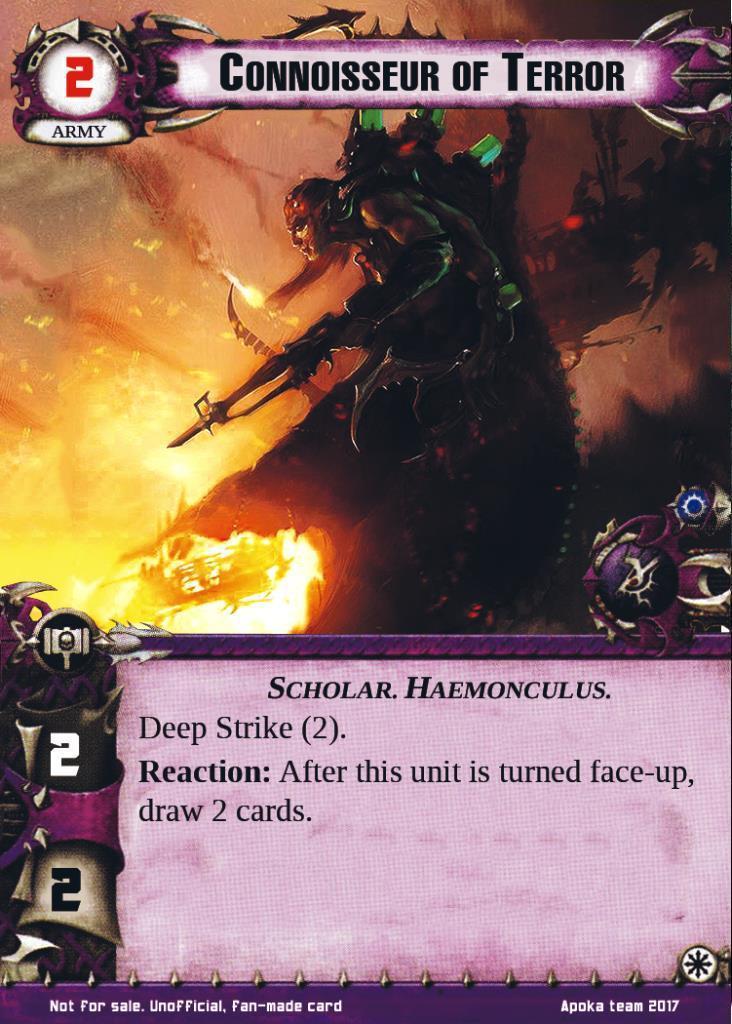 2
ARMY
CONNOISSEUR OF TERROR
SCHOLAR. HAEMONCULUS.
Deep Strike (2).
Reaction: After this unit is turned face-up,
draw 2 cards.
2
2
Not for sale. Unofficial, fan-made card
Apoka team 2017